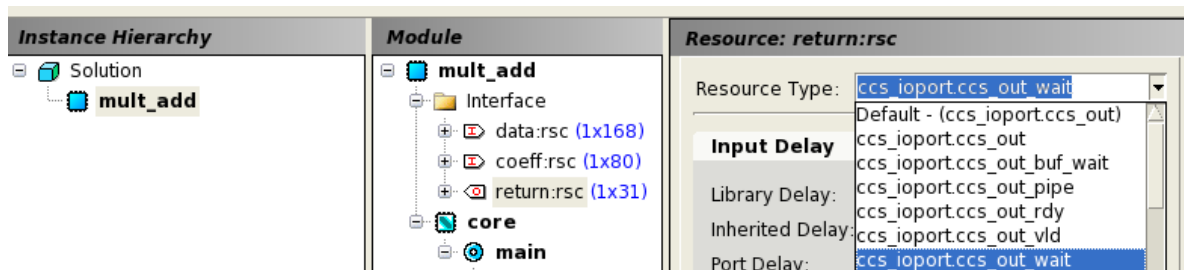 Instance Hierarchy
Solution
mult_add
Module
mult_add
Interface
data:rsc (1x168)
coeff:rsc (1x80)
return:rsc (1x31)
core
main
Resource: return:rsc
Resource Type: ccs_ioport.ccs_out_wait
Default - (ccs_ioport.ccs_out)
ccs_ioport.ccs_out
ccs_ioport.ccs_out_buf_wait
ccs_ioport.ccs_out_pipe
ccs_ioport.ccs_out_rdy
ccs_ioport.ccs_out_vld
ccs_ioport.ccs_out_wait
Input Delay
Library Delay:
Inherited Delay:
Port Delay: